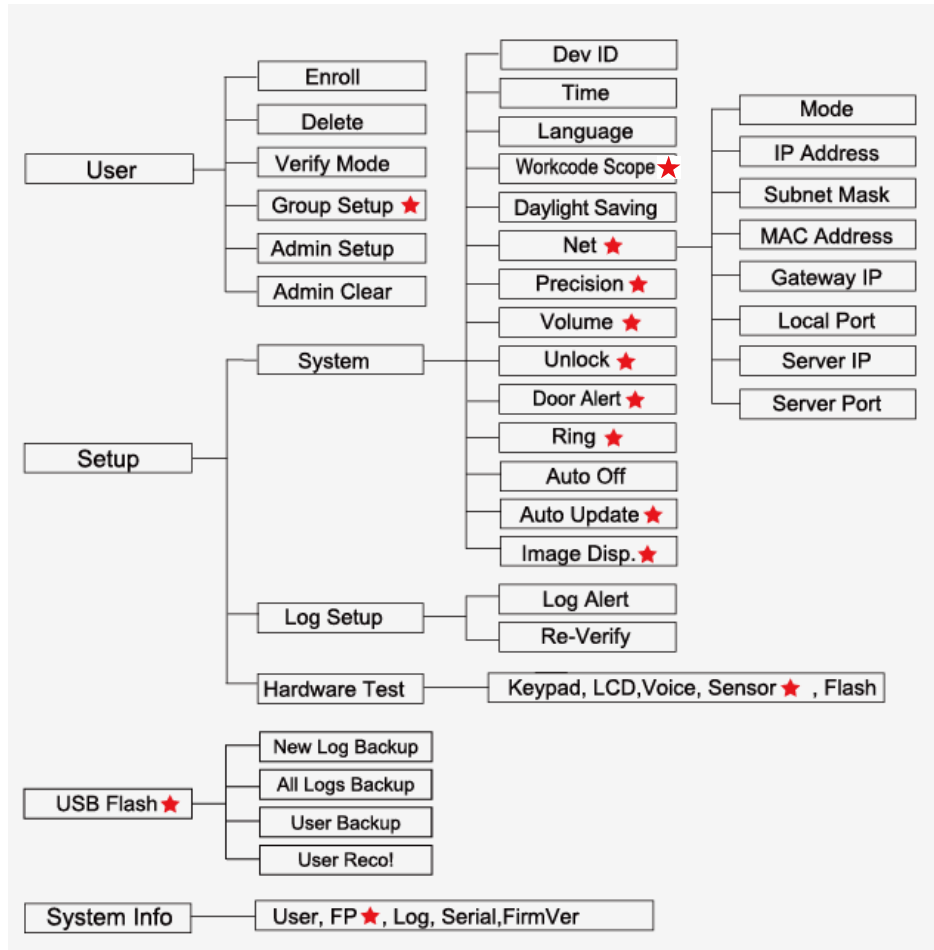 User
Enroll
Delete
Verify Mode
Group Setup
Admin Setup
Admin Clear
Setup
System
Dev ID
Time
Language
Workcode Scope
Daylight Saving
Net
Mode
IP Address
Subnet Mask
MAC Address
Gateway IP
Local Port
Server IP
Server Port
Precision
Volume
Unlock
Door Alert
Ring
Auto Off
Auto Update
Image Disp.
Log Setup
Log Alert
Re-Verify
Hardware Test
Keypad, LCD,Voice, Sensor , Flash
USB Flash
New Log Backup
All Logs Backup
User Backup
User Reco!
System Info
User, FP , Log, Serial,FirmVer